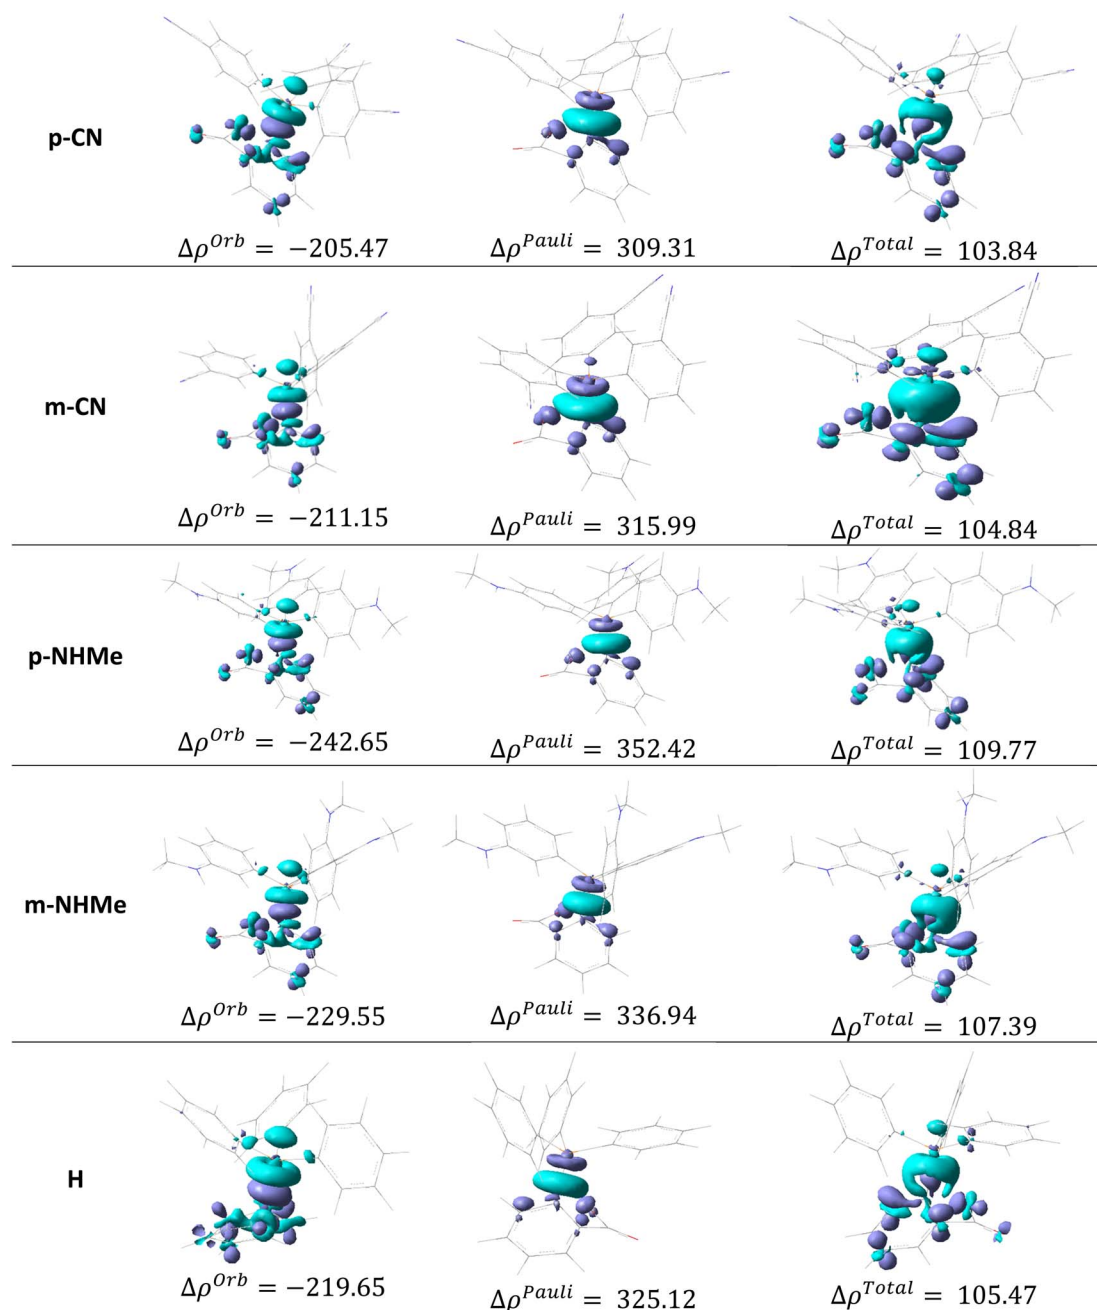 p-CN
Δρ^Orb = −205.47
Δρ^Pauli = 309.31
Δρ^Total = 103.84
m-CN
Δρ^Orb = −211.15
Δρ^Pauli = 315.99
Δρ^Total = 104.84
p-NHMe
Δρ^Orb = −242.65
Δρ^Pauli = 352.42
Δρ^Total = 109.77
m-NHMe
Δρ^Orb = −229.55
Δρ^Pauli = 336.94
Δρ^Total = 107.39
H
Δρ^Orb = −219.65
Δρ^Pauli = 325.12
Δρ^Total = 105.47